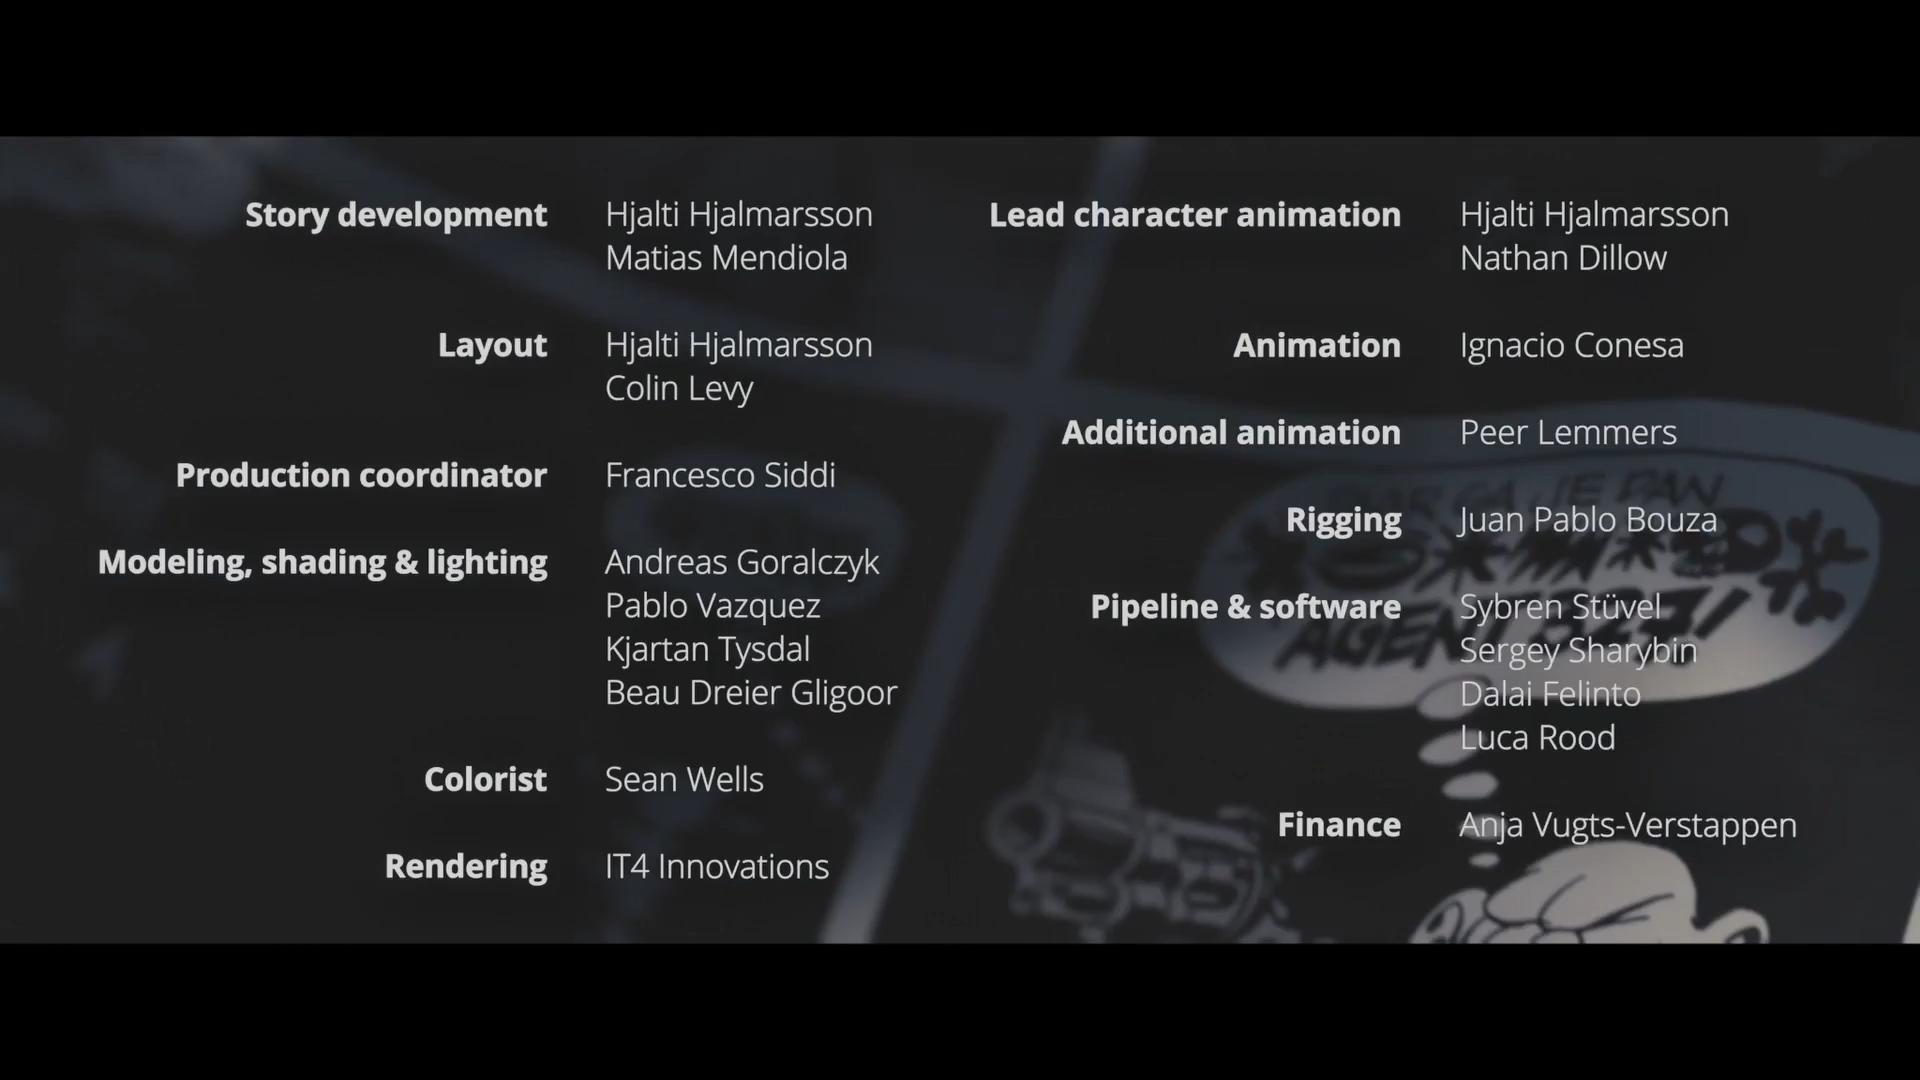 Story development Hjalti Hjalmarsson
Matias Mendiola
Layout Hjalti Hjalmarsson
Colin Levy
Production coordinator Francesco Siddi
Modeling, shading & lighting Andreas Goralczyk
Pablo Vazquez
Kjartan Tysdal
Beau Dreier Gligoor
Colorist Sean Wells
Rendering IT4 Innovations
Lead character animation Hjalti Hjalmarsson
Nathan Dillow
Animation Ignacio Conesa
Additional animation Peer Lemmers
Rigging Juan Pablo Bouza
Pipeline & software Sybren Stüvel
Sergey Sharybin
Dalai Felinto
Luca Rood
Finance Anja Vugts-Verstappen
JE PAN